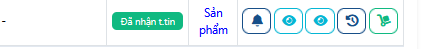 -
Đã nhận t.tin
Sản
phẩm